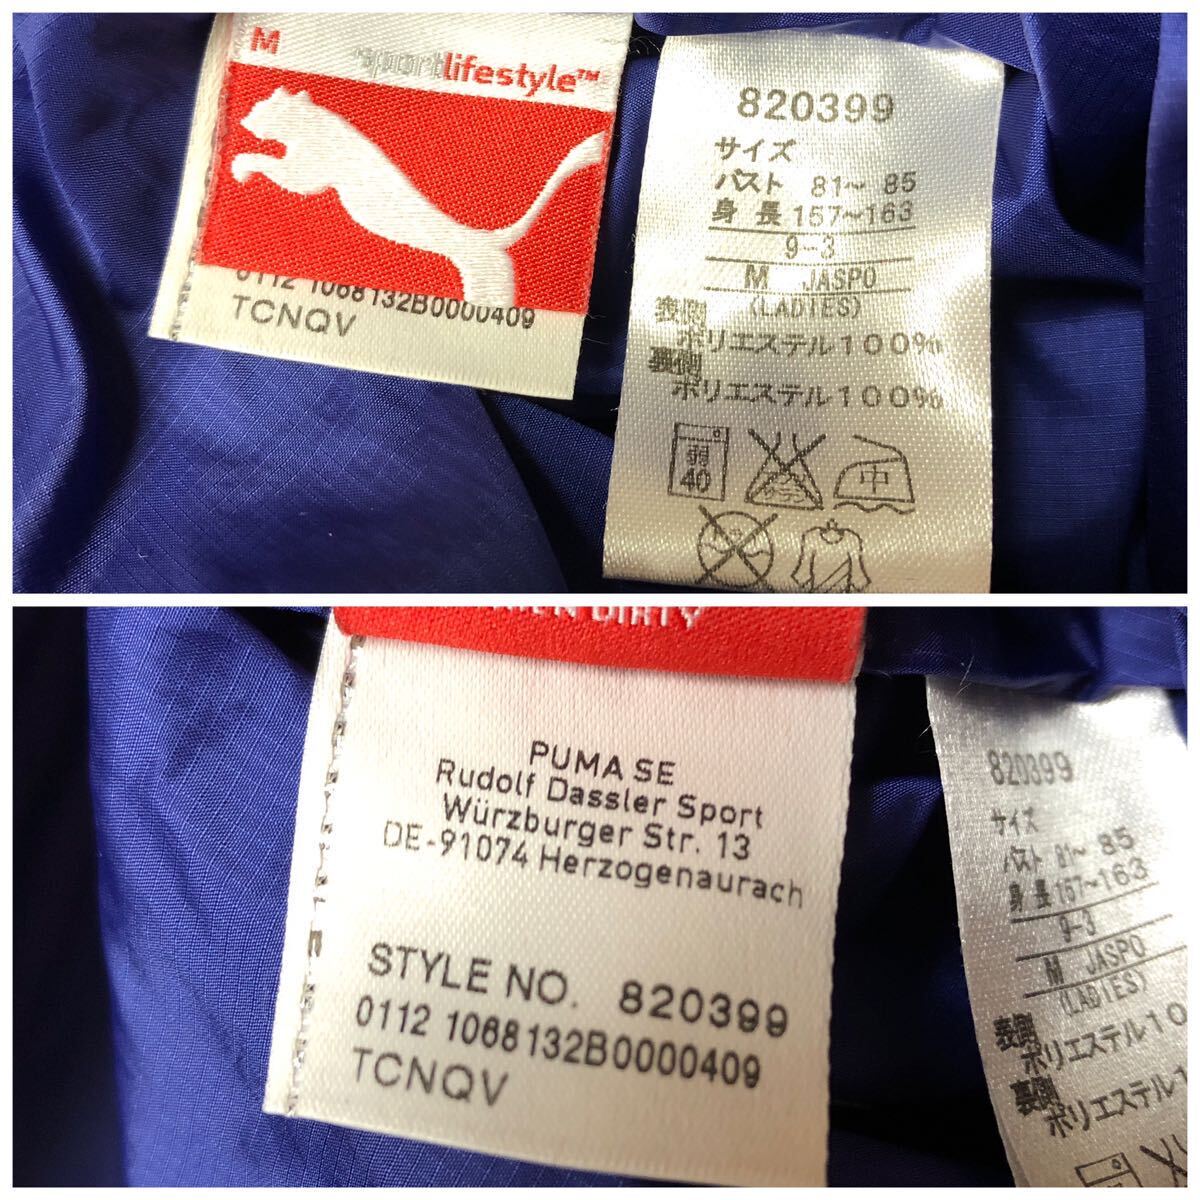 M
sportlifestyle™
0112 1068132B0000409
TCNQV
820399
サイズ
バスト 81～ 85
身 長 157～163
9-3
M JASPO
(LADIES)
表側
ポリエステル100%
裏側
ポリエステル100%
弱
40
中
DIRTY
PUMA SE
Rudolf Dassler Sport
Würzburger Str. 13
DE-91074 Herzogenaurach
STYLE NO. 820399
0112 1068132B0000409
TCNQV
820399
サイズ
バスト 81～ 85
身 長 157～163
9-3
M JASPO
(LADIES)
表側
ポリエステル10
裏側
ポリエステル1